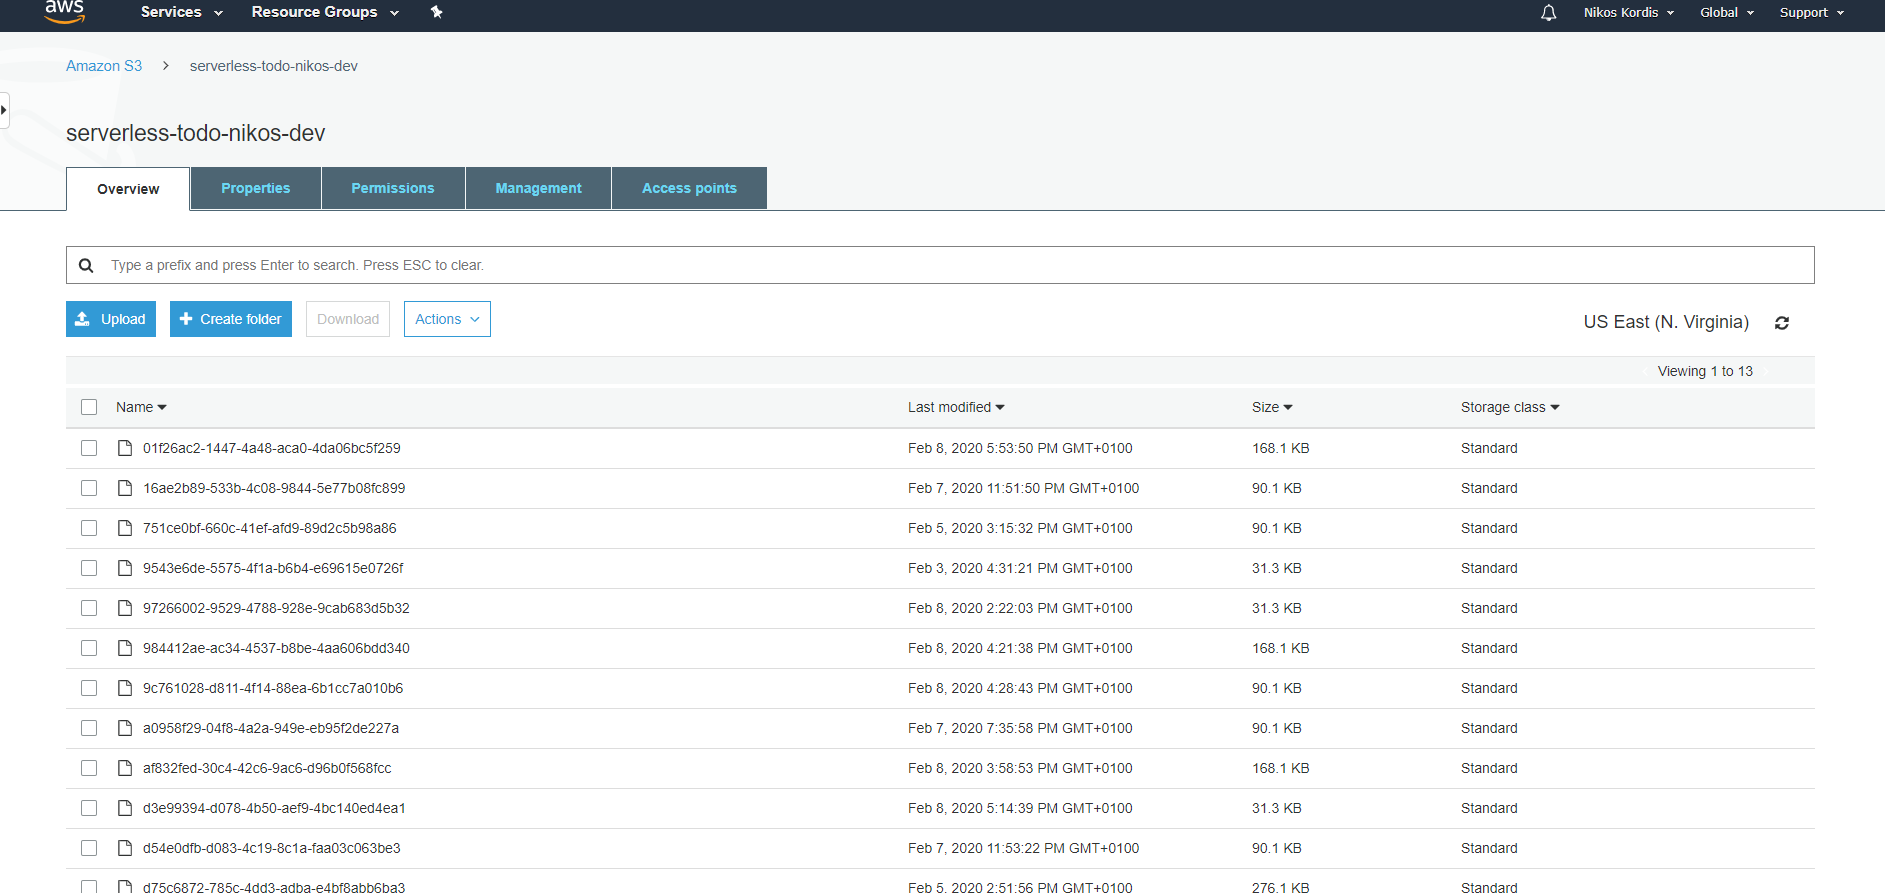 aws Services Resource Groups Nikos Kordis Global Support
Amazon S3 > serverless-todo-nikos-dev
serverless-todo-nikos-dev
Overview Properties Permissions Management Access points
Type a prefix and press Enter to search. Press ESC to clear.
Upload Create folder Download Actions US East (N. Virginia)
Viewing 1 to 13
Name Last modified Size Storage class
01f26ac2-1447-4a48-aca0-4da06bc5f259 Feb 8, 2020 5:53:50 PM GMT+0100 168.1 KB Standard
16ae2b89-533b-4c08-9844-5e77b08fc899 Feb 7, 2020 11:51:50 PM GMT+0100 90.1 KB Standard
751ce0bf-660c-41ef-afd9-89d2c5b98a86 Feb 5, 2020 3:15:32 PM GMT+0100 90.1 KB Standard
9543e6de-5575-4f1a-b6b4-e69615e0726f Feb 3, 2020 4:31:21 PM GMT+0100 31.3 KB Standard
97266002-9529-4788-928e-9cab683d5b32 Feb 8, 2020 2:22:03 PM GMT+0100 31.3 KB Standard
984412ae-ac34-4537-b8be-4aa606bdd340 Feb 8, 2020 4:21:38 PM GMT+0100 168.1 KB Standard
9c761028-d811-4f14-88ea-6b1cc7a010b6 Feb 8, 2020 4:28:43 PM GMT+0100 90.1 KB Standard
a0958f29-04f8-4a2a-949e-eb95f2de227a Feb 7, 2020 7:35:58 PM GMT+0100 90.1 KB Standard
af832fed-30c4-42c6-9ac6-d96b0f568fcc Feb 8, 2020 3:58:53 PM GMT+0100 168.1 KB Standard
d3e99394-d078-4b50-aef9-4bc140ed4ea1 Feb 8, 2020 5:14:39 PM GMT+0100 31.3 KB Standard
d54e0dfb-d083-4c19-8c1a-faa03c063be3 Feb 7, 2020 11:53:22 PM GMT+0100 90.1 KB Standard
d75c6872-785c-4dd3-adba-e4bf8abb6ba3 Feb 5, 2020 2:51:56 PM GMT+0100 276.1 KB Standard